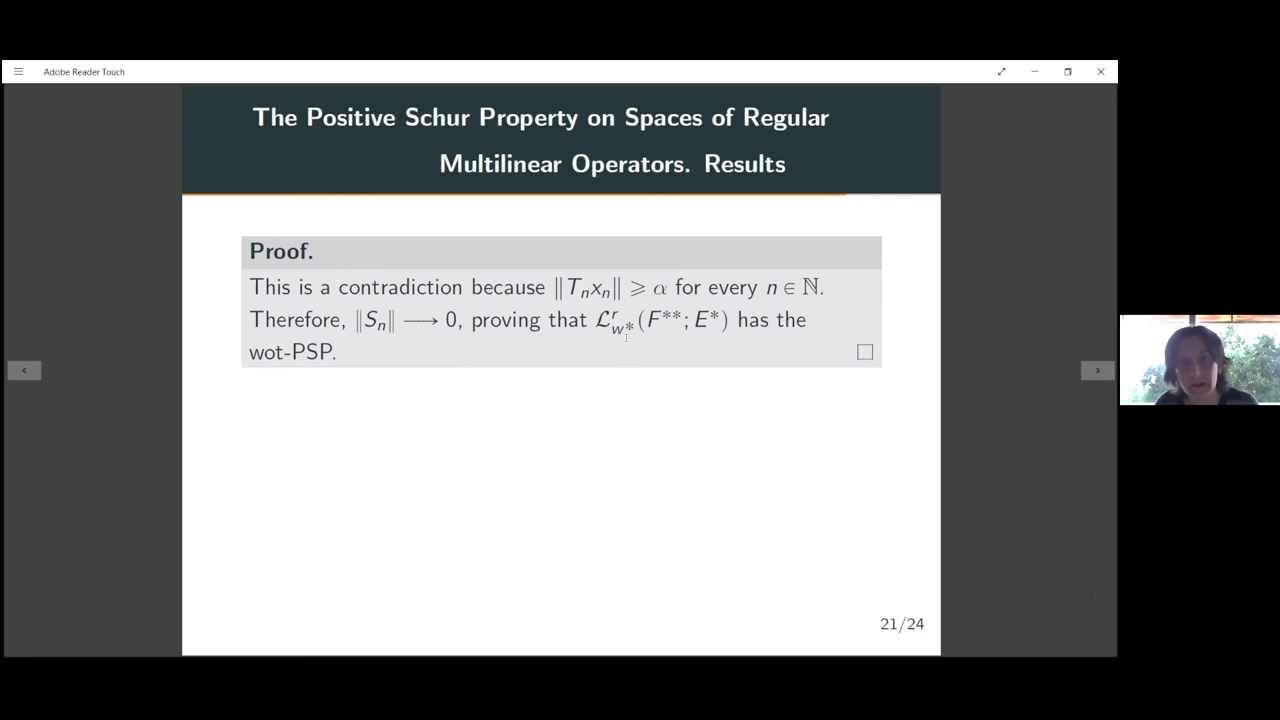 Adobe Reader Touch
The Positive Schur Property on Spaces of Regular
Multilinear Operators. Results
Proof.
This is a contradiction because ‖Tₙxₙ‖ ⩾ α for every n ∈ ℕ.
Therefore, ‖Sₙ‖ ⟶ 0, proving that ℒ^r_{w*}(F**; E*) has the
wot-PSP. □
21/24